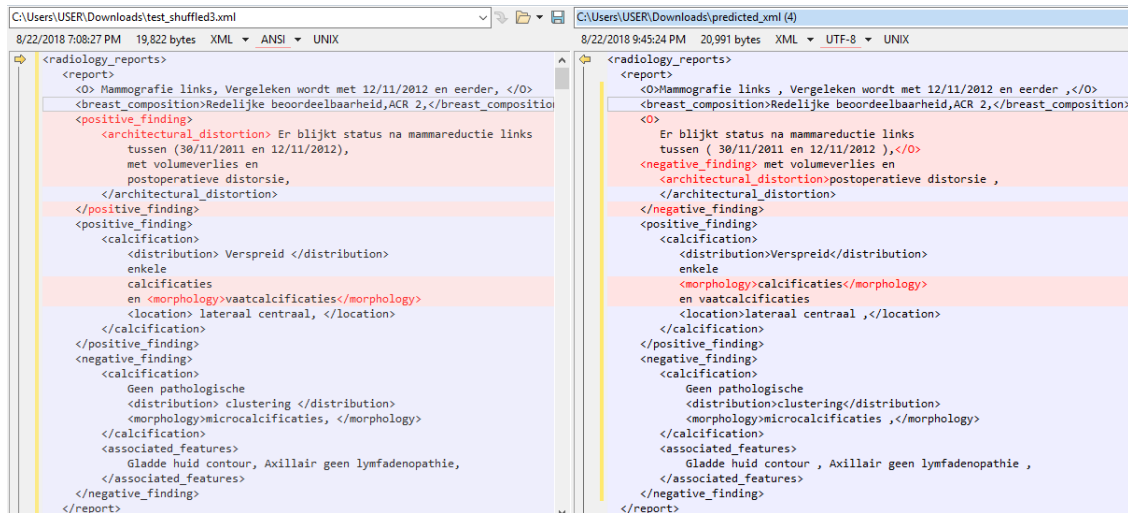 C:\Users\USER\Downloads\test_shuffled3.xml
8/22/2018 7:08:27 PM 19,822 bytes XML ANSI UNIX
<radiology_reports>
<report>
<O> Mammografie links, Vergeleken wordt met 12/11/2012 en eerder, </O>
<breast_composition>Redelijke beoordeelbaarheid,ACR 2,</breast_composition
<positive_finding>
<architectural_distortion> Er blijkt status na mammareductie links
tussen (30/11/2011 en 12/11/2012),
met volumeverlies en
postoperatieve distorsie,
</architectural_distortion>
</positive_finding>
<positive_finding>
<calcification>
<distribution> Verspreid </distribution>
enkele
calcificaties
en <morphology>vaatcalcificaties</morphology>
<location> lateraal centraal, </location>
</calcification>
</positive_finding>
<negative_finding>
<calcification>
Geen pathologische
<distribution> clustering </distribution>
<morphology>microcalcificaties, </morphology>
</calcification>
<associated_features>
Gladde huid contour, Axillair geen lymfadenopathie,
</associated_features>
</negative_finding>
</report>
C:\Users\USER\Downloads\predicted_xml (4)
8/22/2018 9:45:24 PM 20,991 bytes XML UTF-8 UNIX
<radiology_reports>
<report>
<O>Mammografie links , Vergeleken wordt met 12/11/2012 en eerder ,</O>
<breast_composition>Redelijke beoordeelbaarheid,ACR 2,</breast_composition>
<O>
Er blijkt status na mammareductie links
tussen ( 30/11/2011 en 12/11/2012 ),</O>
<negative_finding> met volumeverlies en
<architectural_distortion>postoperatieve distorsie ,
</architectural_distortion>
</negative_finding>
<positive_finding>
<calcification>
<distribution>Verspreid</distribution>
enkele
<morphology>calcificaties</morphology>
en vaatcalcificaties
<location>lateraal centraal ,</location>
</calcification>
</positive_finding>
<negative_finding>
<calcification>
Geen pathologische
<distribution>clustering</distribution>
<morphology>microcalcificaties ,</morphology>
</calcification>
<associated_features>
Gladde huid contour , Axillair geen lymfadenopathie ,
</associated_features>
</negative_finding>
</report>